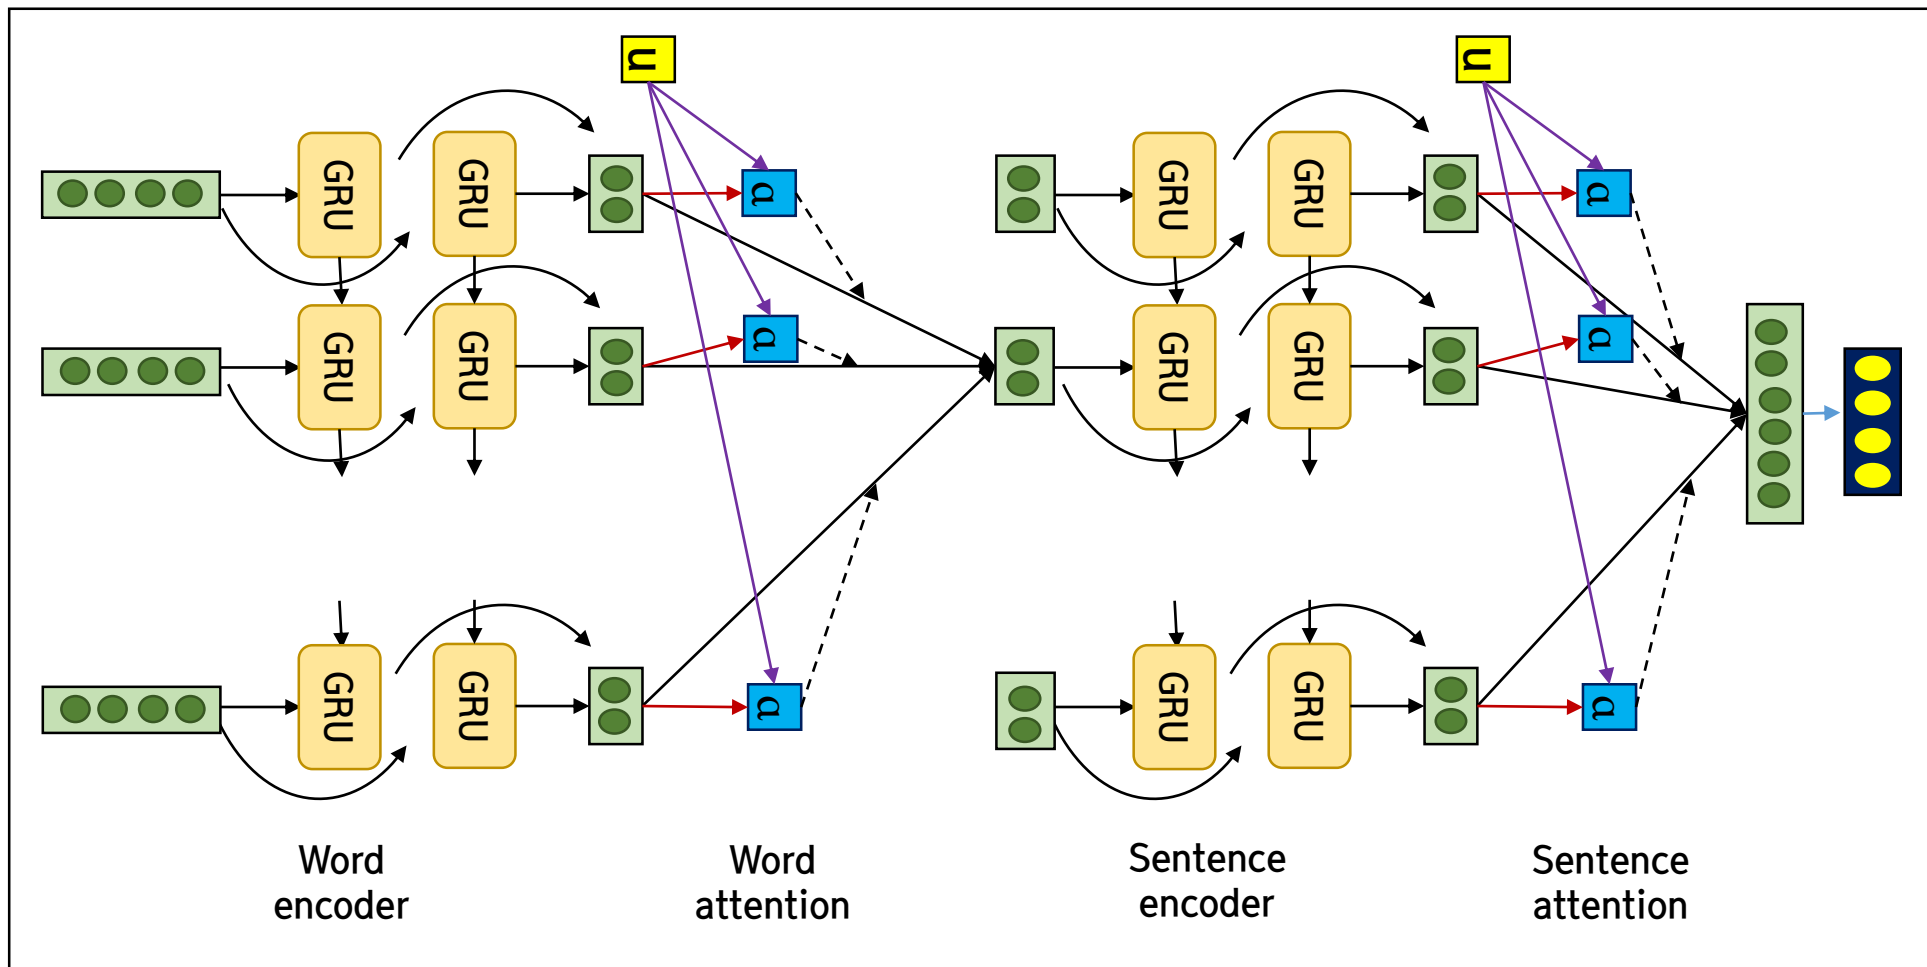 u
u
GRU
GRU
α
GRU
GRU
α
GRU
GRU
α
GRU
GRU
α
GRU
GRU
α
GRU
GRU
α
Word
encoder
Word
attention
Sentence
encoder
Sentence
attention